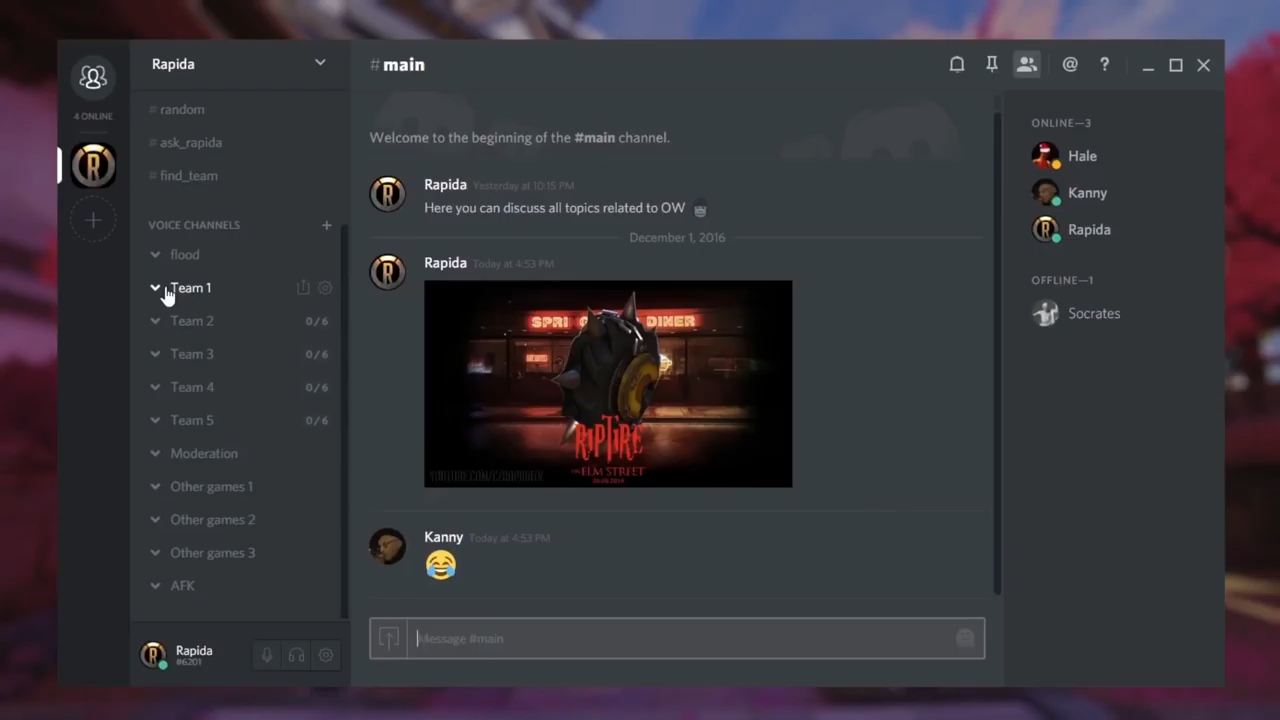 4 ONLINE
Rapida
# random
# ask_rapida
# find_team
VOICE CHANNELS
flood
Team 1
Team 2 0/6
Team 3 0/6
Team 4 0/6
Team 5 0/6
Moderation
Other games 1
Other games 2
Other games 3
AFK
Rapida
#6201
#main
Welcome to the beginning of the #main channel.
Rapida Yesterday at 10:15 PM
Here you can discuss all topics related to OW
December 1, 2016
Rapida Today at 4:53 PM
DINER
RIPTIRE
ELM STREET
Kanny Today at 4:53 PM
Message #main
ONLINE—3
Hale
Kanny
Rapida
OFFLINE—1
Socrates